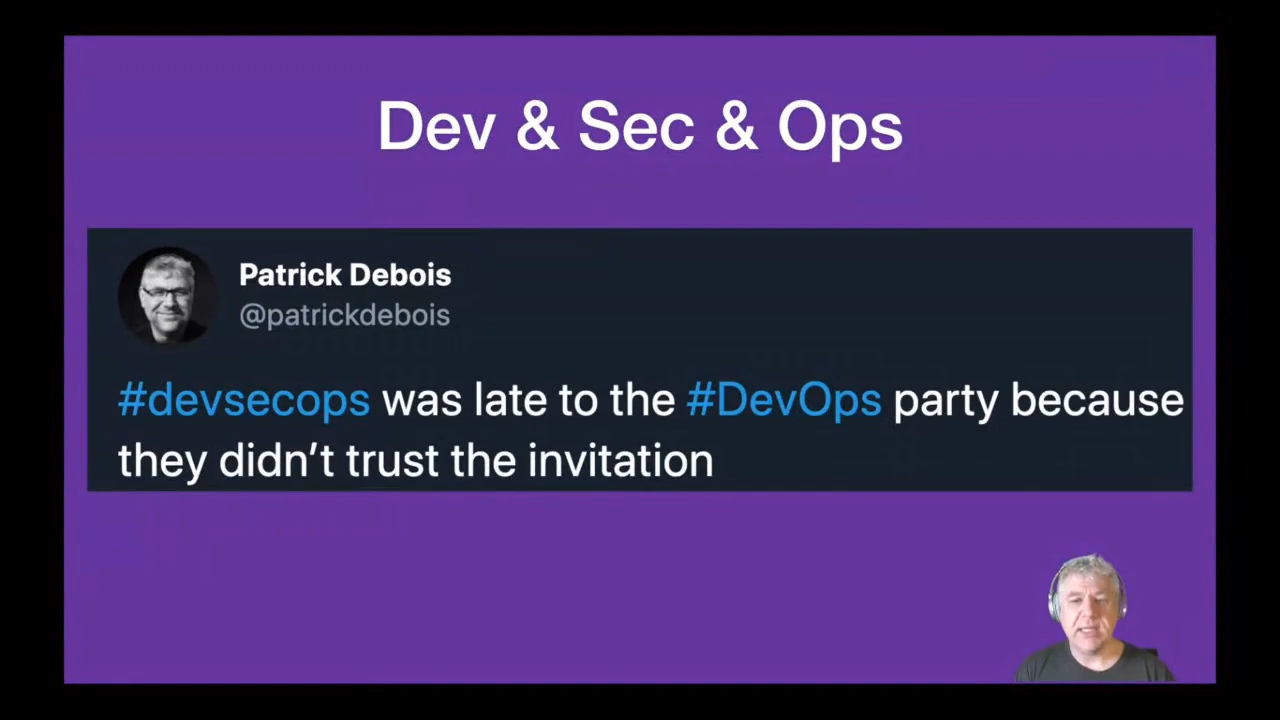 Dev & Sec & Ops
Patrick Debois
@patrickdebois
#devsecops was late to the #DevOps party because
they didn’t trust the invitation